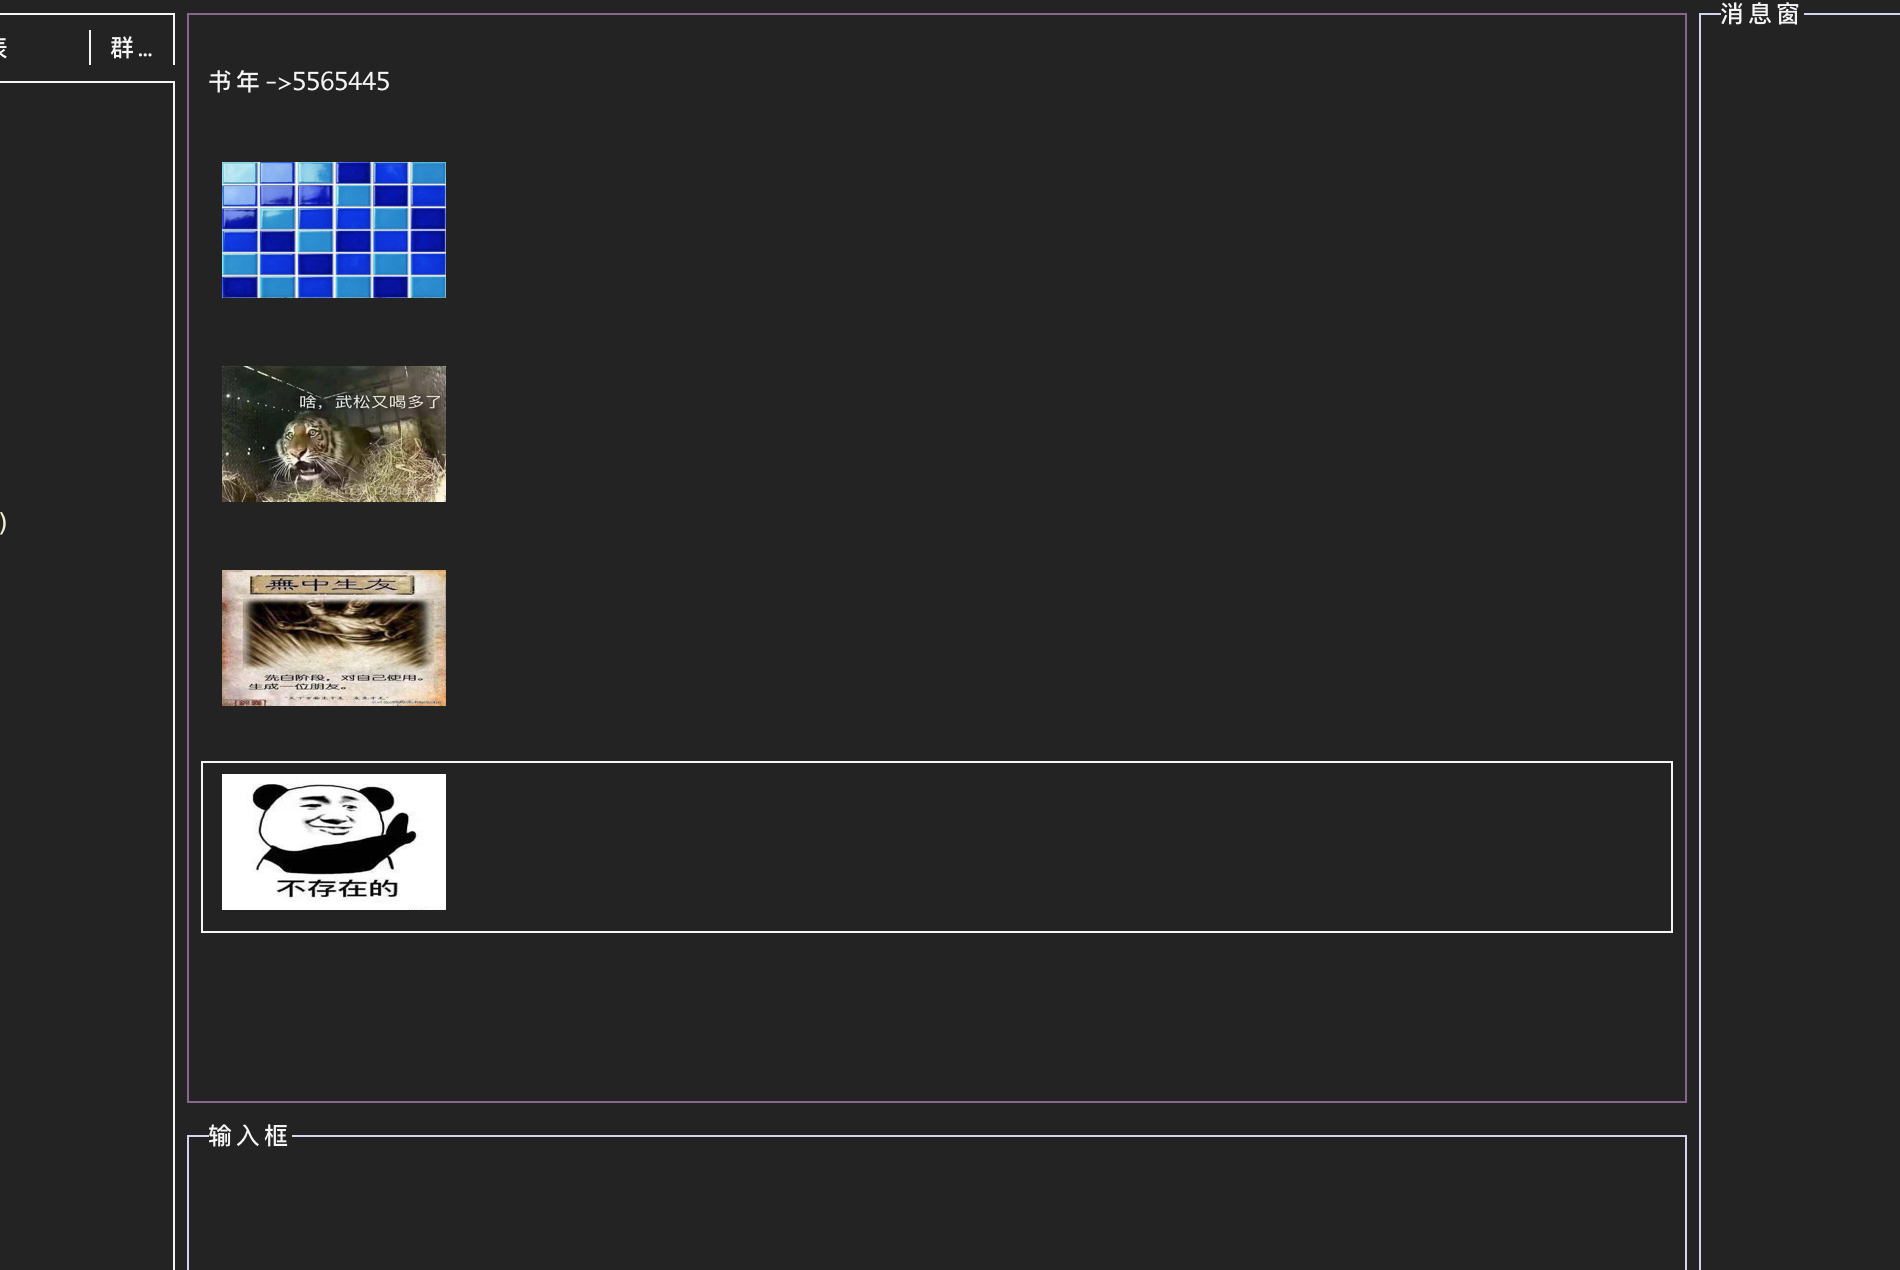 群...
书年->5565445
啥，武松又喝多了
無中生友
洗白阶段，对自己使用。
生成一位朋友。
不存在的
输入框
消息窗
)